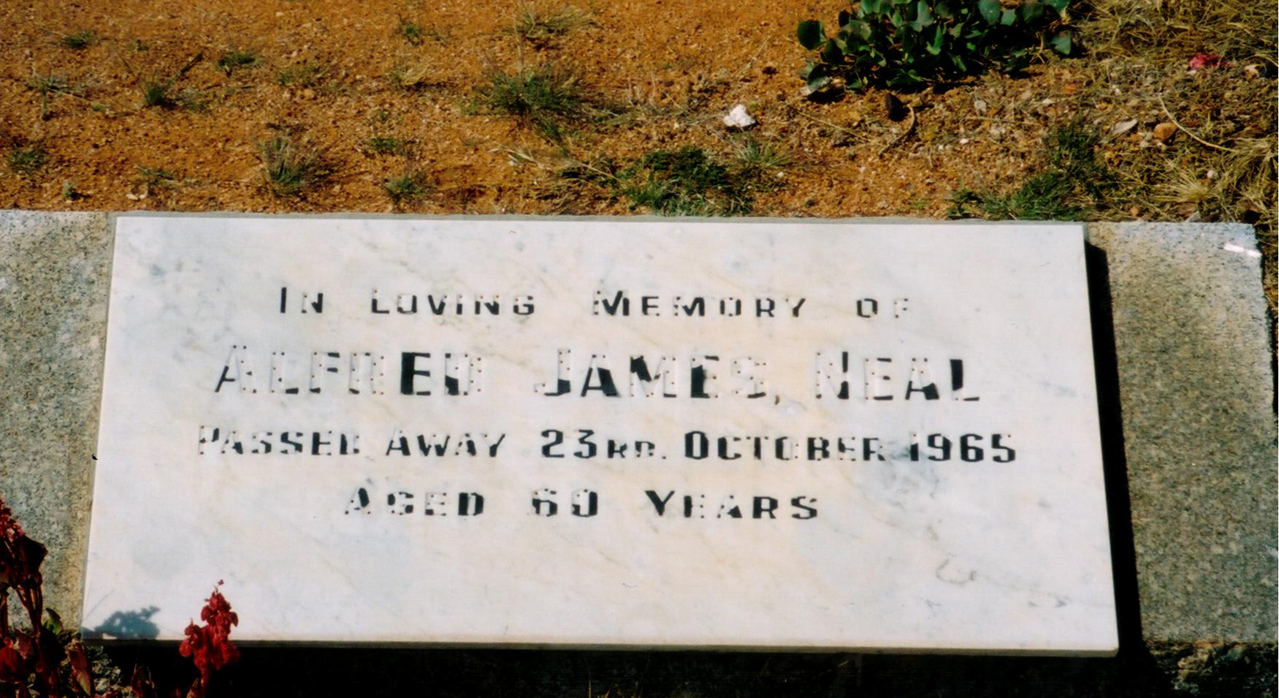 IN LOVING MEMORY OF
ALFRED JAMES, NEAL
PASSED AWAY 23RD. OCTOBER 1965
AGED 60 YEARS